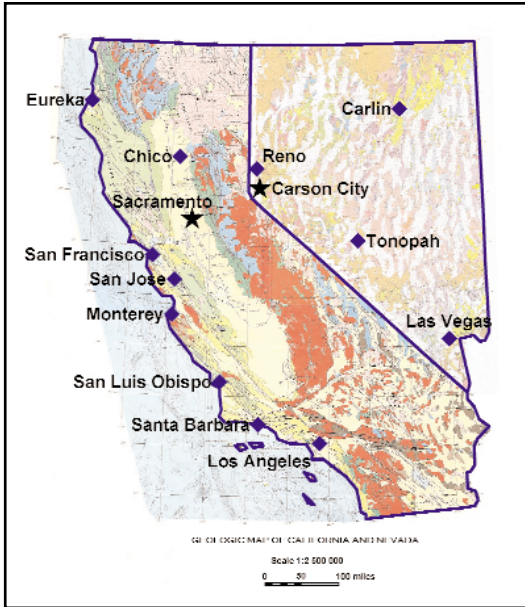 Eureka
Carlin
Chico
Reno
Carson City
Sacramento
Tonopah
San Francisco
San Jose
Monterey
Las Vegas
San Luis Obispo
Santa Barbara
Los Angeles
GEOLOGIC MAP OF CALIFORNIA AND NEVADA
Scale 1:2 500 000
0 50 100 miles